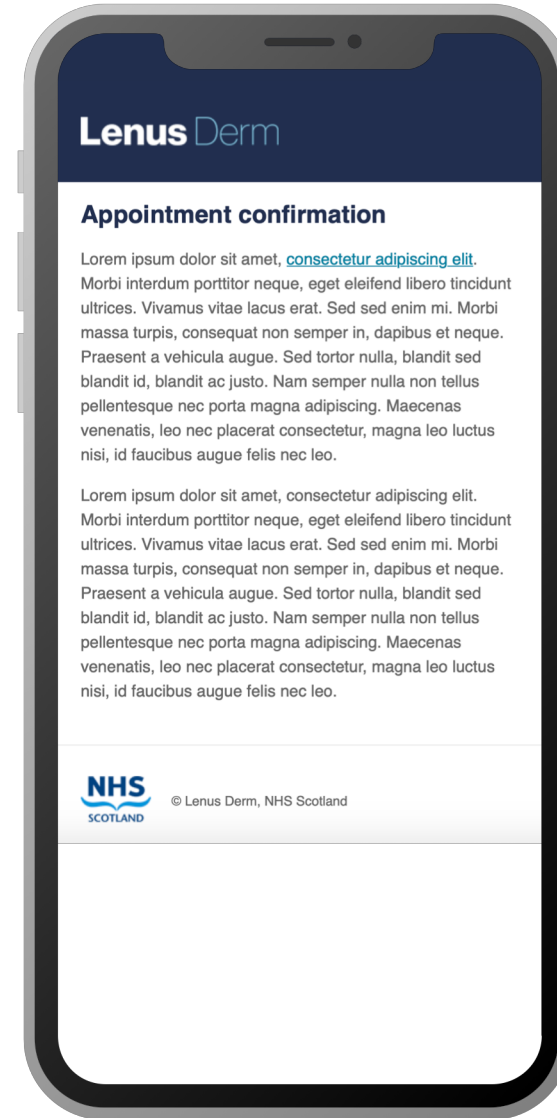 Lenus Derm
Appointment confirmation
Lorem ipsum dolor sit amet, consectetur adipiscing elit.
Morbi interdum porttitor neque, eget eleifend libero tincidunt
ultrices. Vivamus vitae lacus erat. Sed sed enim mi. Morbi
massa turpis, consequat non semper in, dapibus et neque.
Praesent a vehicula augue. Sed tortor nulla, blandit sed
blandit id, blandit ac justo. Nam semper nulla non tellus
pellentesque nec porta magna adipiscing. Maecenas
venenatis, leo nec placerat consectetur, magna leo luctus
nisi, id faucibus augue felis nec leo.
Lorem ipsum dolor sit amet, consectetur adipiscing elit.
Morbi interdum porttitor neque, eget eleifend libero tincidunt
ultrices. Vivamus vitae lacus erat. Sed sed enim mi. Morbi
massa turpis, consequat non semper in, dapibus et neque.
Praesent a vehicula augue. Sed tortor nulla, blandit sed
blandit id, blandit ac justo. Nam semper nulla non tellus
pellentesque nec porta magna adipiscing. Maecenas
venenatis, leo nec placerat consectetur, magna leo luctus
nisi, id faucibus augue felis nec leo.
NHS
SCOTLAND
© Lenus Derm, NHS Scotland